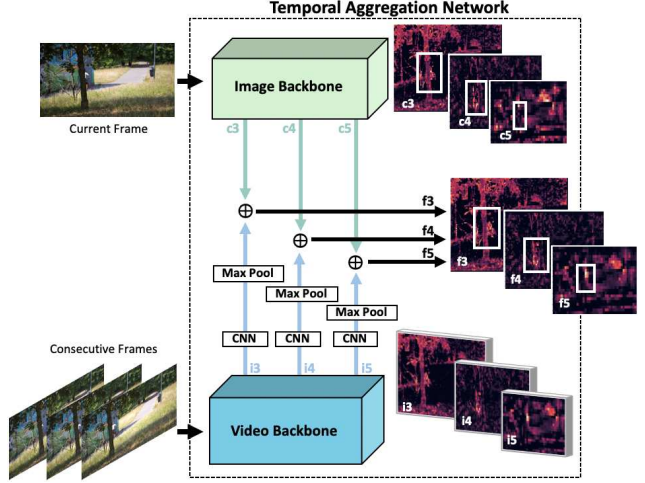 Temporal Aggregation Network
Current Frame
Image Backbone
c3
c4
c5
c3
c4
c5
f3
f4
f5
f3
f4
f5
Max Pool
Max Pool
Max Pool
CNN
CNN
CNN
i3
i4
i5
Consecutive Frames
Video Backbone
i3
i4
i5